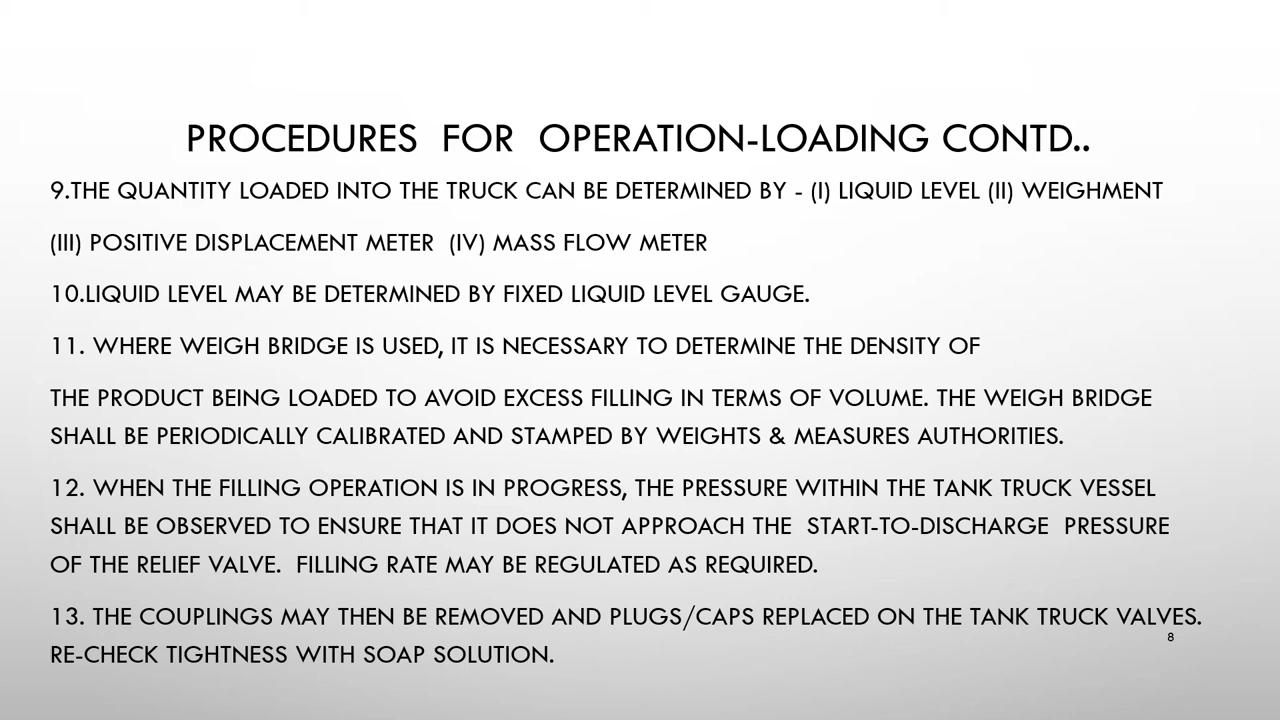 PROCEDURES FOR OPERATION-LOADING CONTD..
9.THE QUANTITY LOADED INTO THE TRUCK CAN BE DETERMINED BY - (I) LIQUID LEVEL (II) WEIGHMENT
(III) POSITIVE DISPLACEMENT METER (IV) MASS FLOW METER
10.LIQUID LEVEL MAY BE DETERMINED BY FIXED LIQUID LEVEL GAUGE.
11. WHERE WEIGH BRIDGE IS USED, IT IS NECESSARY TO DETERMINE THE DENSITY OF
THE PRODUCT BEING LOADED TO AVOID EXCESS FILLING IN TERMS OF VOLUME. THE WEIGH BRIDGE
SHALL BE PERIODICALLY CALIBRATED AND STAMPED BY WEIGHTS & MEASURES AUTHORITIES.
12. WHEN THE FILLING OPERATION IS IN PROGRESS, THE PRESSURE WITHIN THE TANK TRUCK VESSEL
SHALL BE OBSERVED TO ENSURE THAT IT DOES NOT APPROACH THE START-TO-DISCHARGE PRESSURE
OF THE RELIEF VALVE. FILLING RATE MAY BE REGULATED AS REQUIRED.
13. THE COUPLINGS MAY THEN BE REMOVED AND PLUGS/CAPS REPLACED ON THE TANK TRUCK VALVES.
8
RE-CHECK TIGHTNESS WITH SOAP SOLUTION.